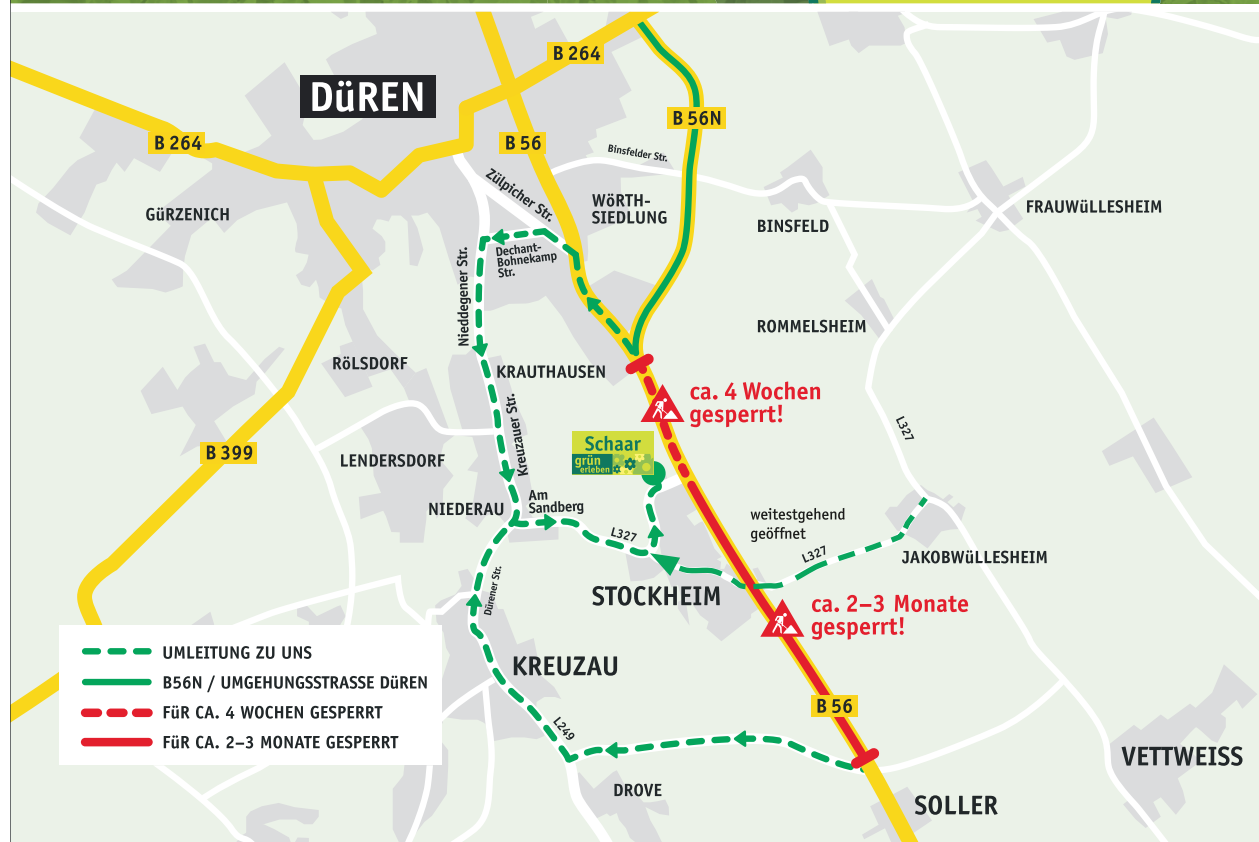 B 264
DüREN
B 56N
B 264
B 56
Binsfelder Str.
Zülpicher Str.
WöRTH-
SIEDLUNG
GüRZENICH
BINSFELD
FRAUWüLLESHEIM
Dechant-
Bohnekamp
Str.
Nieddegener Str.
ROMMELSHEIM
RöLSDORF
KRAUTHAUSEN
ca. 4 Wochen
gesperrt!
Kreuzauer Str.
L327
Schaar
grün
erleben
B 399
LENDERSDORF
NIEDERAU
Am
Sandberg
weitestgehend
geöffnet
L327
L327
JAKOBWüLLESHEIM
Dürener Str.
STOCKHEIM
ca. 2–3 Monate
gesperrt!
KREUZAU
UMLEITUNG ZU UNS
B56N / UMGEHUNGSSTRASSE DüREN
FüR CA. 4 WOCHEN GESPERRT
FüR CA. 2–3 MONATE GESPERRT
B 56
L249
VETTWEISS
DROVE
SOLLER